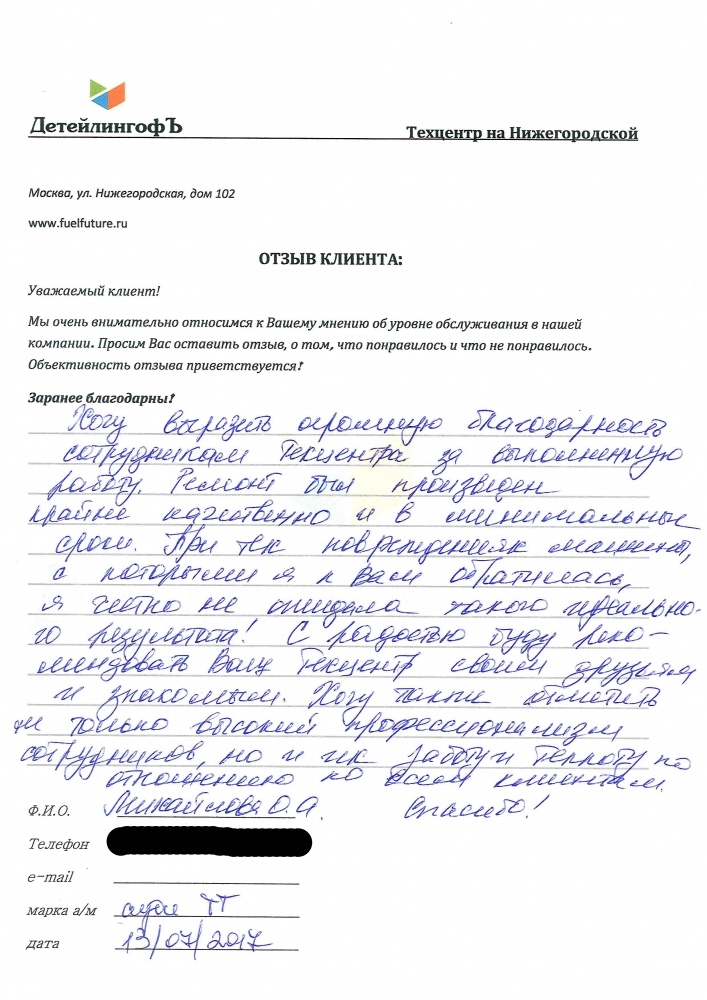 ДетейлингофЪ
Техцентр на Нижегородской
Москва, ул. Нижегородская, дом 102
www.fuelfuture.ru
ОТЗЫВ КЛИЕНТА:
Уважаемый клиент!
Мы очень внимательно относимся к Вашему мнению об уровне обслуживания в нашей
компании. Просим Вас оставить отзыв, о том, что понравилось и что не понравилось.
Объективность отзыва приветствуется!
Заранее благодарны!
Хочу выразить огромную благодарность
сотрудникам Техцентра за выполненную
работу. Ремонт был произведен
крайне качественно и в минимальные
сроки. При тех повреждениях машины,
с которыми я к Вам обратилась,
я честно не ожидала такого идеально-
го результата! С радостью буду реко-
мендовать Ваш Техцентр своим друзьям
и знакомым. Хочу также отметить
не только высокий профессионализм
сотрудников, но и их заботу и теплоту по
отношению ко всем клиентам.
Ф.И.О. Михайлова О.А. Спасибо!
Телефон
e-mail
марка а/м ауди ТТ
дата 13/07/2017